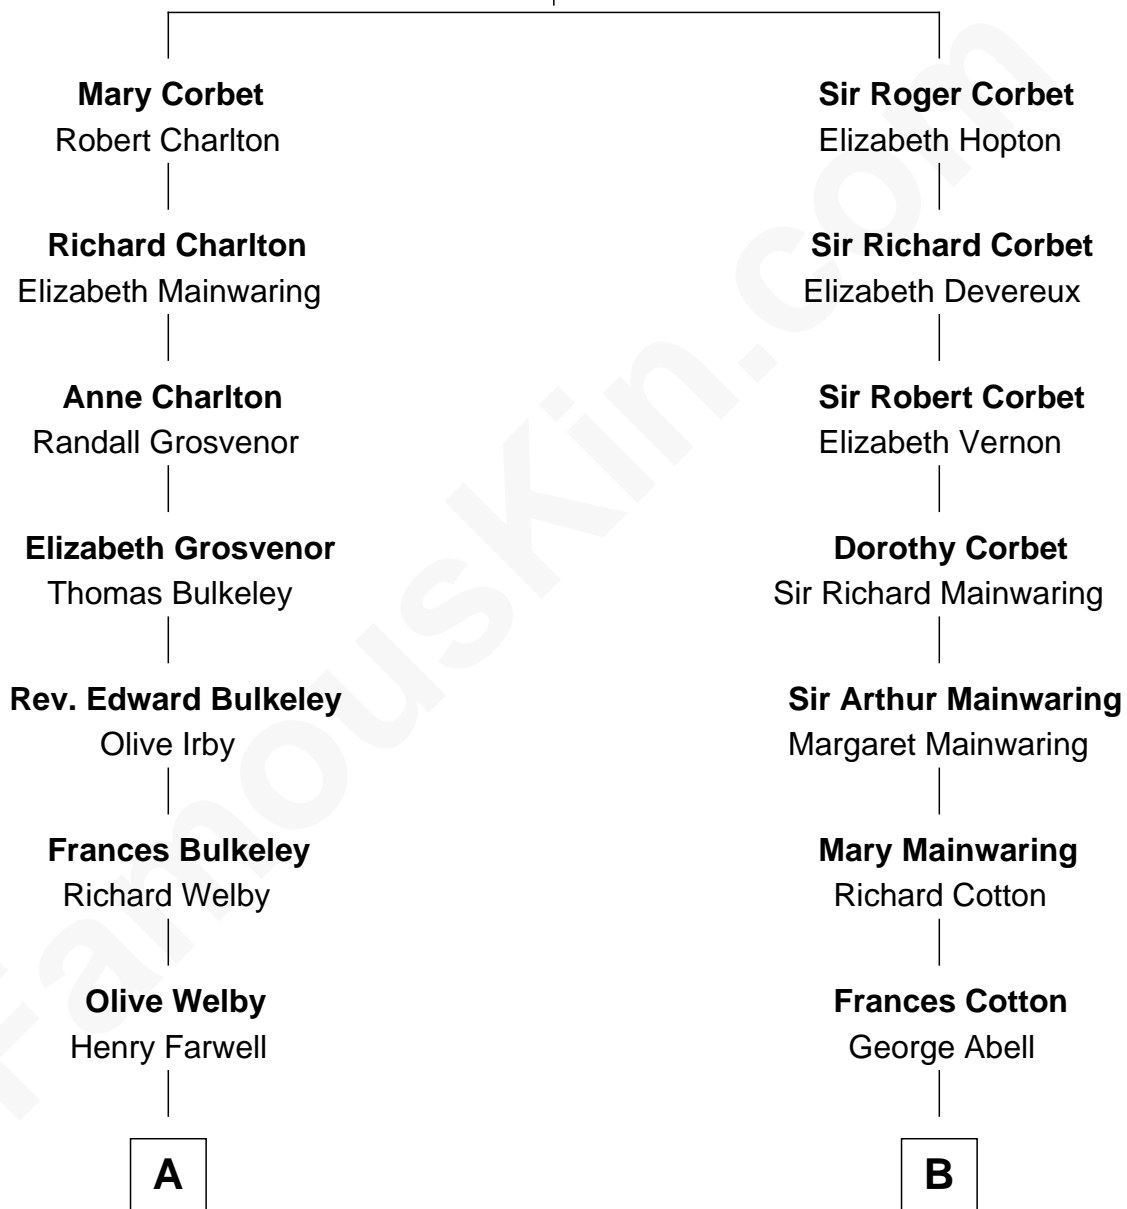 Mary Corbet
Robert Charlton
Richard Charlton
Elizabeth Mainwaring
Anne Charlton
Randall Grosvenor
Elizabeth Grosvenor
Thomas Bulkeley
Rev. Edward Bulkeley
Olive Irby
Frances Bulkeley
Richard Welby
Olive Welby
Henry Farwell
A
Sir Roger Corbet
Elizabeth Hopton
Sir Richard Corbet
Elizabeth Devereux
Sir Robert Corbet
Elizabeth Vernon
Dorothy Corbet
Sir Richard Mainwaring
Sir Arthur Mainwaring
Margaret Mainwaring
Mary Mainwaring
Richard Cotton
Frances Cotton
George Abell
B
FamousKin.com